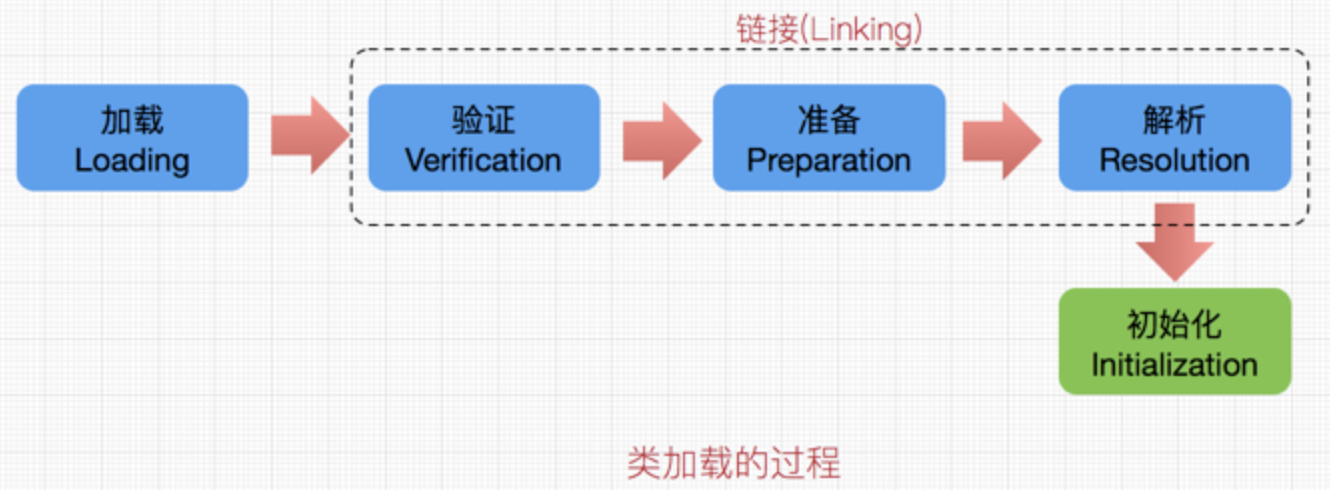 链接(Linking)
加载
Loading
验证
Verification
准备
Preparation
解析
Resolution
初始化
Initialization
类加载的过程